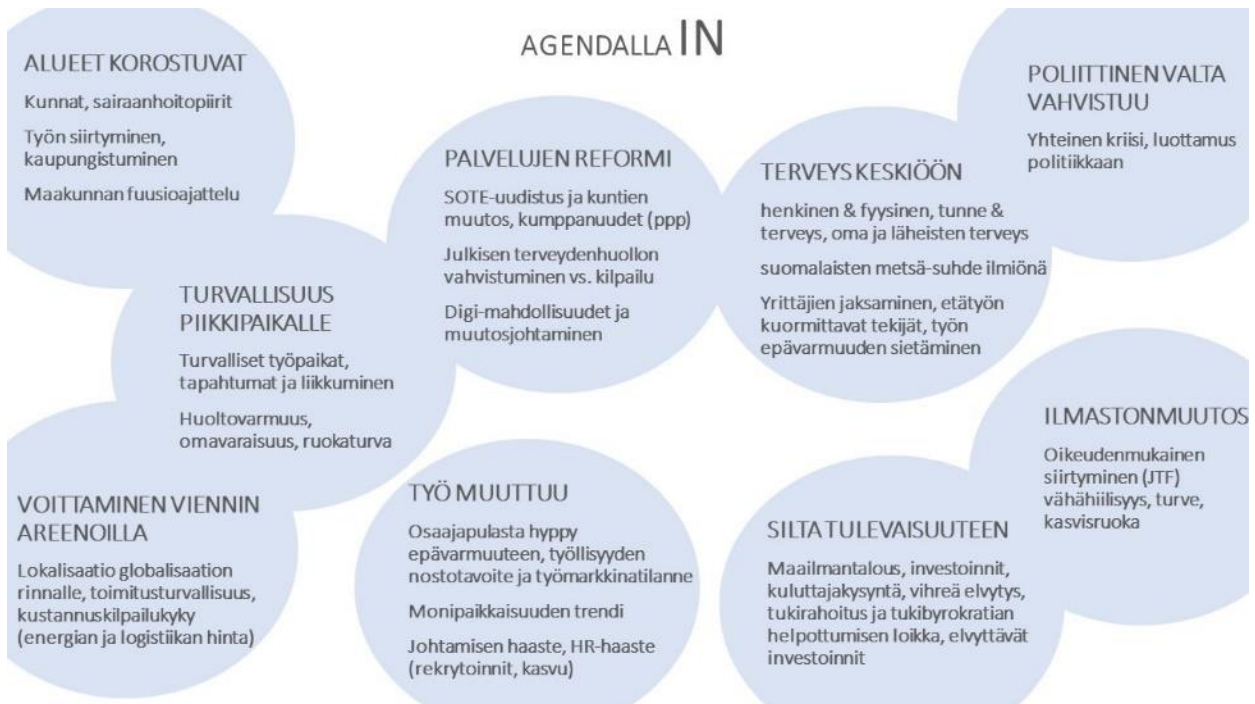 AGENDALLA IN
ALUEET KOROSTUVAT
Kunnat, sairaanhoitopiirit
Työn siirtyminen,
kaupungistuminen
Maakunnan fuusioajattelu
TURVALLISUUS
PIIKKIPAIKALLE
Turvalliset työpaikat,
tapahtumat ja liikkuminen
Huoltovarmuus,
omavaraisuus, ruokaturva
VOITTAMINEN VIENNIN
AREENOILLA
Lokalisaatio globalisaation
rinnalle, toimitusturvallisuus,
kustannuskilpailukyky
(energian ja logistiikan hinta)
PALVELUJEN REFORMI
SOTE-uudistus ja kuntien
muutos, kumppanuudet (ppp)
Julkisen terveydenhuollon
vahvistuminen vs. kilpailu
Digi-mahdollisuudet ja
muutosjohtaminen
TYÖ MUUTTUU
Osaajapulasta hyppy
epävarmuuteen, työllisyyden
nostotavoite ja työmarkkinatilanne
Monipaikkaisuuden trendi
Johtamisen haaste, HR-haaste
(rekrytoinnit, kasvu)
TERVEYS KESKIÖÖN
henkinen & fyysinen, tunne &
terveys, oma ja läheisten terveys
suomalaisten metsä-suhde ilmiönä
Yrittäjien jaksaminen, etätyön
kuormittavat tekijät, työn
epävarmuuden sietäminen
SILTA TULEVAISUUTEEN
Maailmantalous, investoinnit,
kuluttajakysyntä, vihreä elvytys,
tukirahoitus ja tukibyrokratian
helpottumisen loikka, elvyttävät
investoinnit
POLIITTINEN VALTA
VAHVISTUU
Yhteinen kriisi, luottamus
politiikkaan
ILMASTONMUUTOS
Oikeudenmukainen
siirtyminen (JTF)
vähähiilisyys, turve,
kasvisruoka